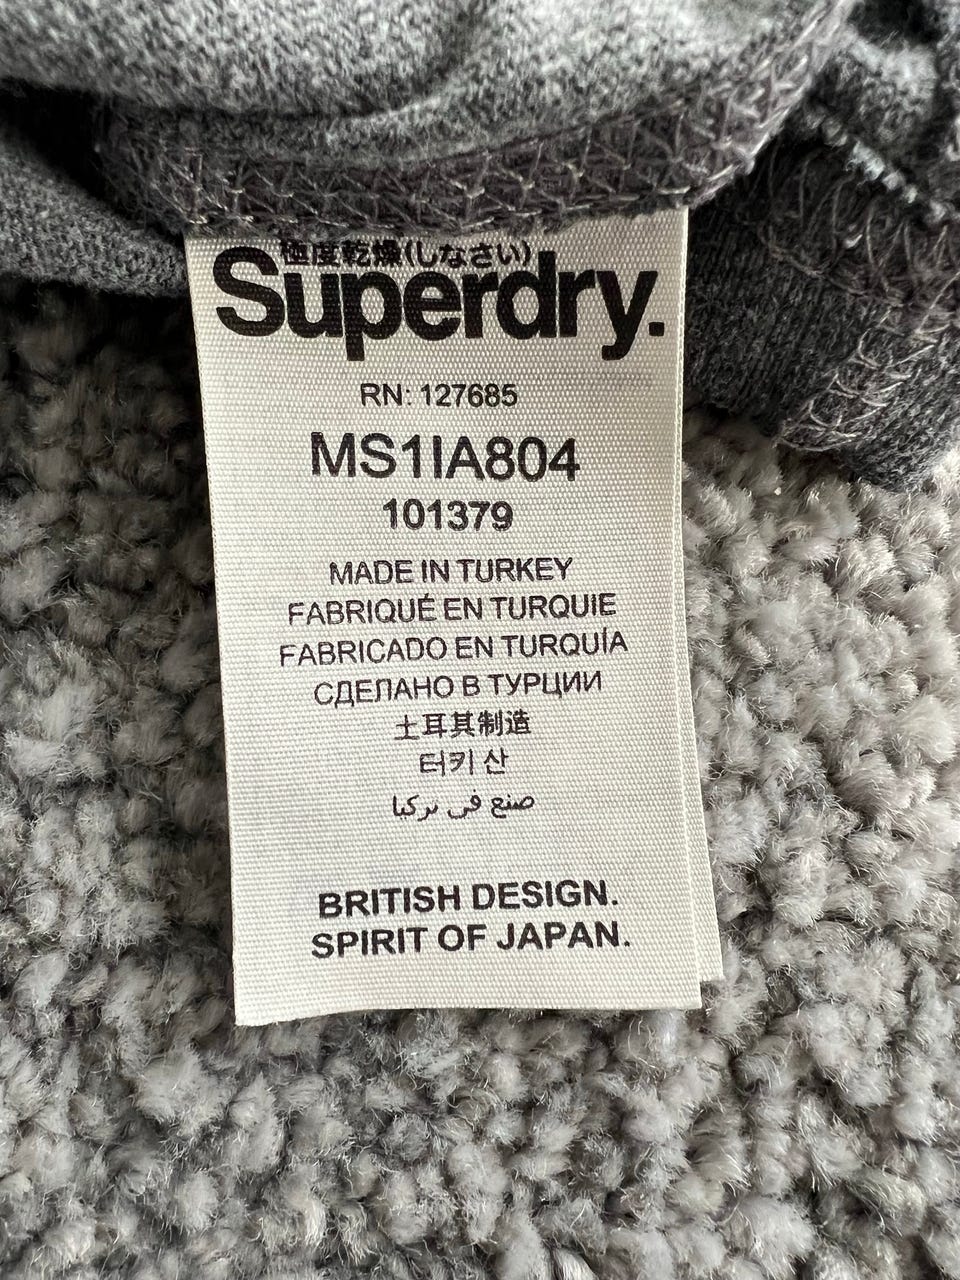 極度乾燥(しなさい)
Superdry.
RN: 127685
MS1IA804
101379
MADE IN TURKEY
FABRIQUÉ EN TURQUIE
FABRICADO EN TURQUÍA
СДЕЛАНО В ТУРЦИИ
土耳其制造
터키 산
صنع في تركيا
BRITISH DESIGN.
SPIRIT OF JAPAN.